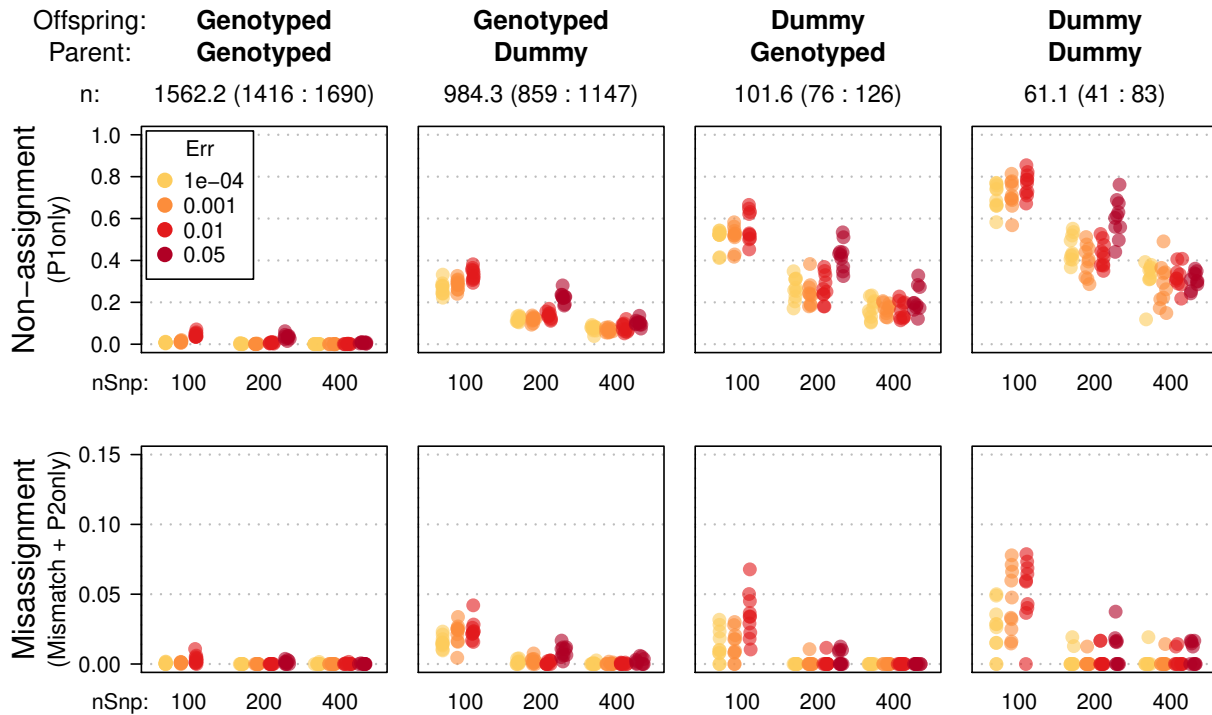 Offspring: Genotyped Genotyped Dummy Dummy
Parent: Genotyped Dummy Genotyped Dummy
n: 1562.2 (1416 : 1690) 984.3 (859 : 1147) 101.6 (76 : 126) 61.1 (41 : 83)
Non−assignment
(P1only)
1.0
0.8
0.6
0.4
0.2
0.0
Err
1e−04
0.001
0.01
0.05
nSnp: 100 200 400 100 200 400 100 200 400 100 200 400
Misassignment
(Mismatch + P2only)
0.15
0.10
0.05
0.00
nSnp: 100 200 400 100 200 400 100 200 400 100 200 400